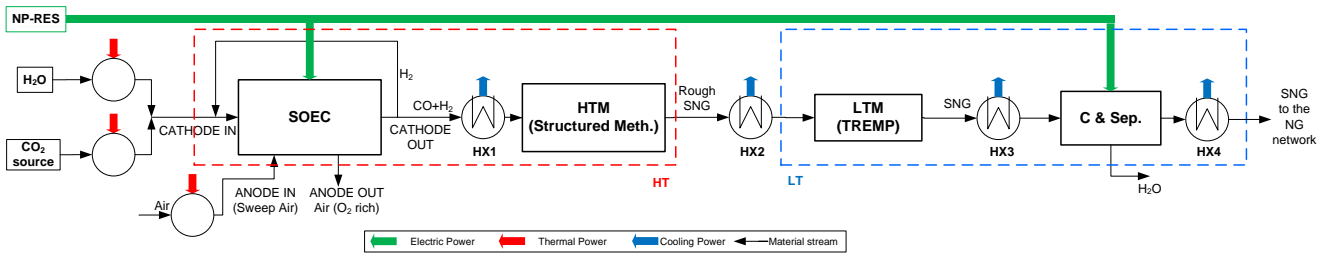 NP-RES
H₂O
CO₂
source
Air
CATHODE IN
ANODE IN
(Sweep Air)
SOEC
H₂
ANODE OUT
Air (O₂ rich)
CO+H₂
CATHODE
OUT
HX1
HTM
(Structured Meth.)
HT
Rough
SNG
HX2
LT
LTM
(TREMP)
SNG
HX3
C & Sep.
H₂O
HX4
SNG
to the
NG
network
Electric Power
Thermal Power
Cooling Power
Material stream